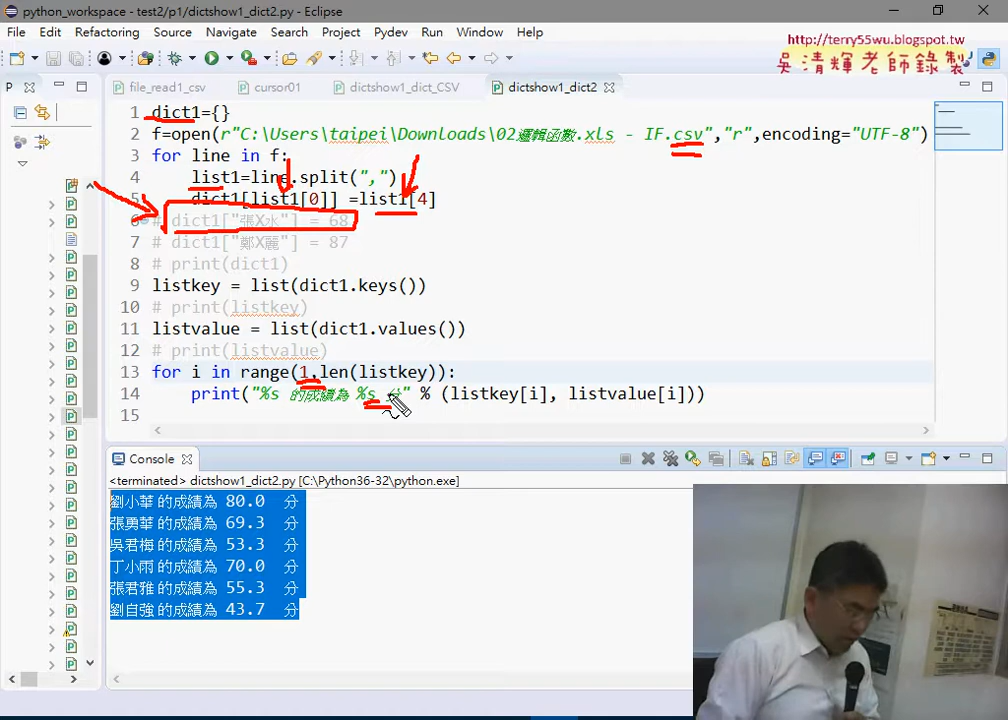 python_workspace - test2/p1/dictshow1_dict2.py - Eclipse
File Edit Refactoring Source Navigate Search Project Pydev Run Window Help
http://terry55wu.blogspot.tw
吳清輝老師錄製
P
file_read1_csv cursor01 dictshow1_dict_CSV dictshow1_dict2
1 dict1={}
2 f=open(r"C:\Users\taipei\Downloads\02邏輯函數.xls - IF.csv","r",encoding="UTF-8")
3 for line in f:
4 list1=line.split(",")
5 dict1[list1[0]] =list1[4]
6 # dict1["張X水"] = 68
7 # dict1["鄭X麗"] = 87
8 # print(dict1)
9 listkey = list(dict1.keys())
10 # print(listkey)
11 listvalue = list(dict1.values())
12 # print(listvalue)
13 for i in range(1,len(listkey)):
14 print("%s 的成績為 %s 分" % (listkey[i], listvalue[i]))
15
Console
<terminated> dictshow1_dict2.py [C:\Python36-32\python.exe]
劉小華 的成績為 80.0 分
張勇華 的成績為 69.3 分
吳君梅 的成績為 53.3 分
丁小雨 的成績為 70.0 分
張君雅 的成績為 55.3 分
劉自強 的成績為 43.7 分